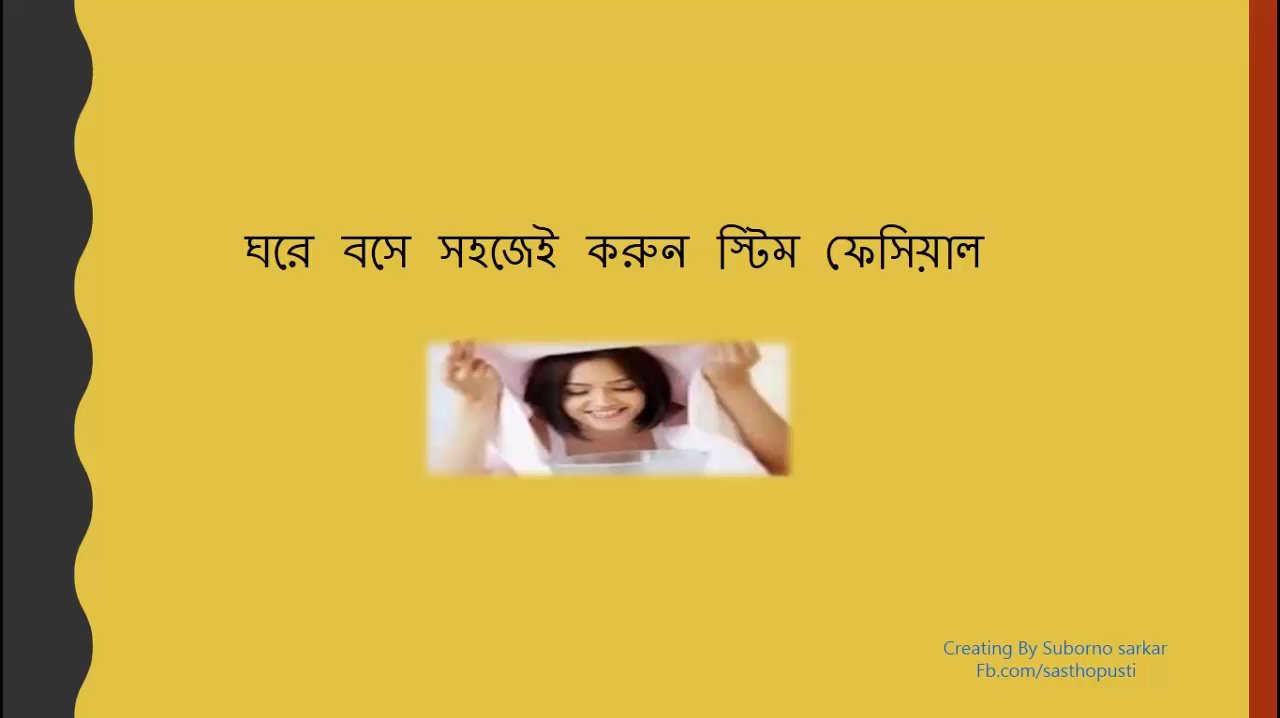 ঘরে বসে সহজেই করুন স্টিম ফেসিয়াল
Creating By Suborno sarkar
Fb.com/sasthopusti